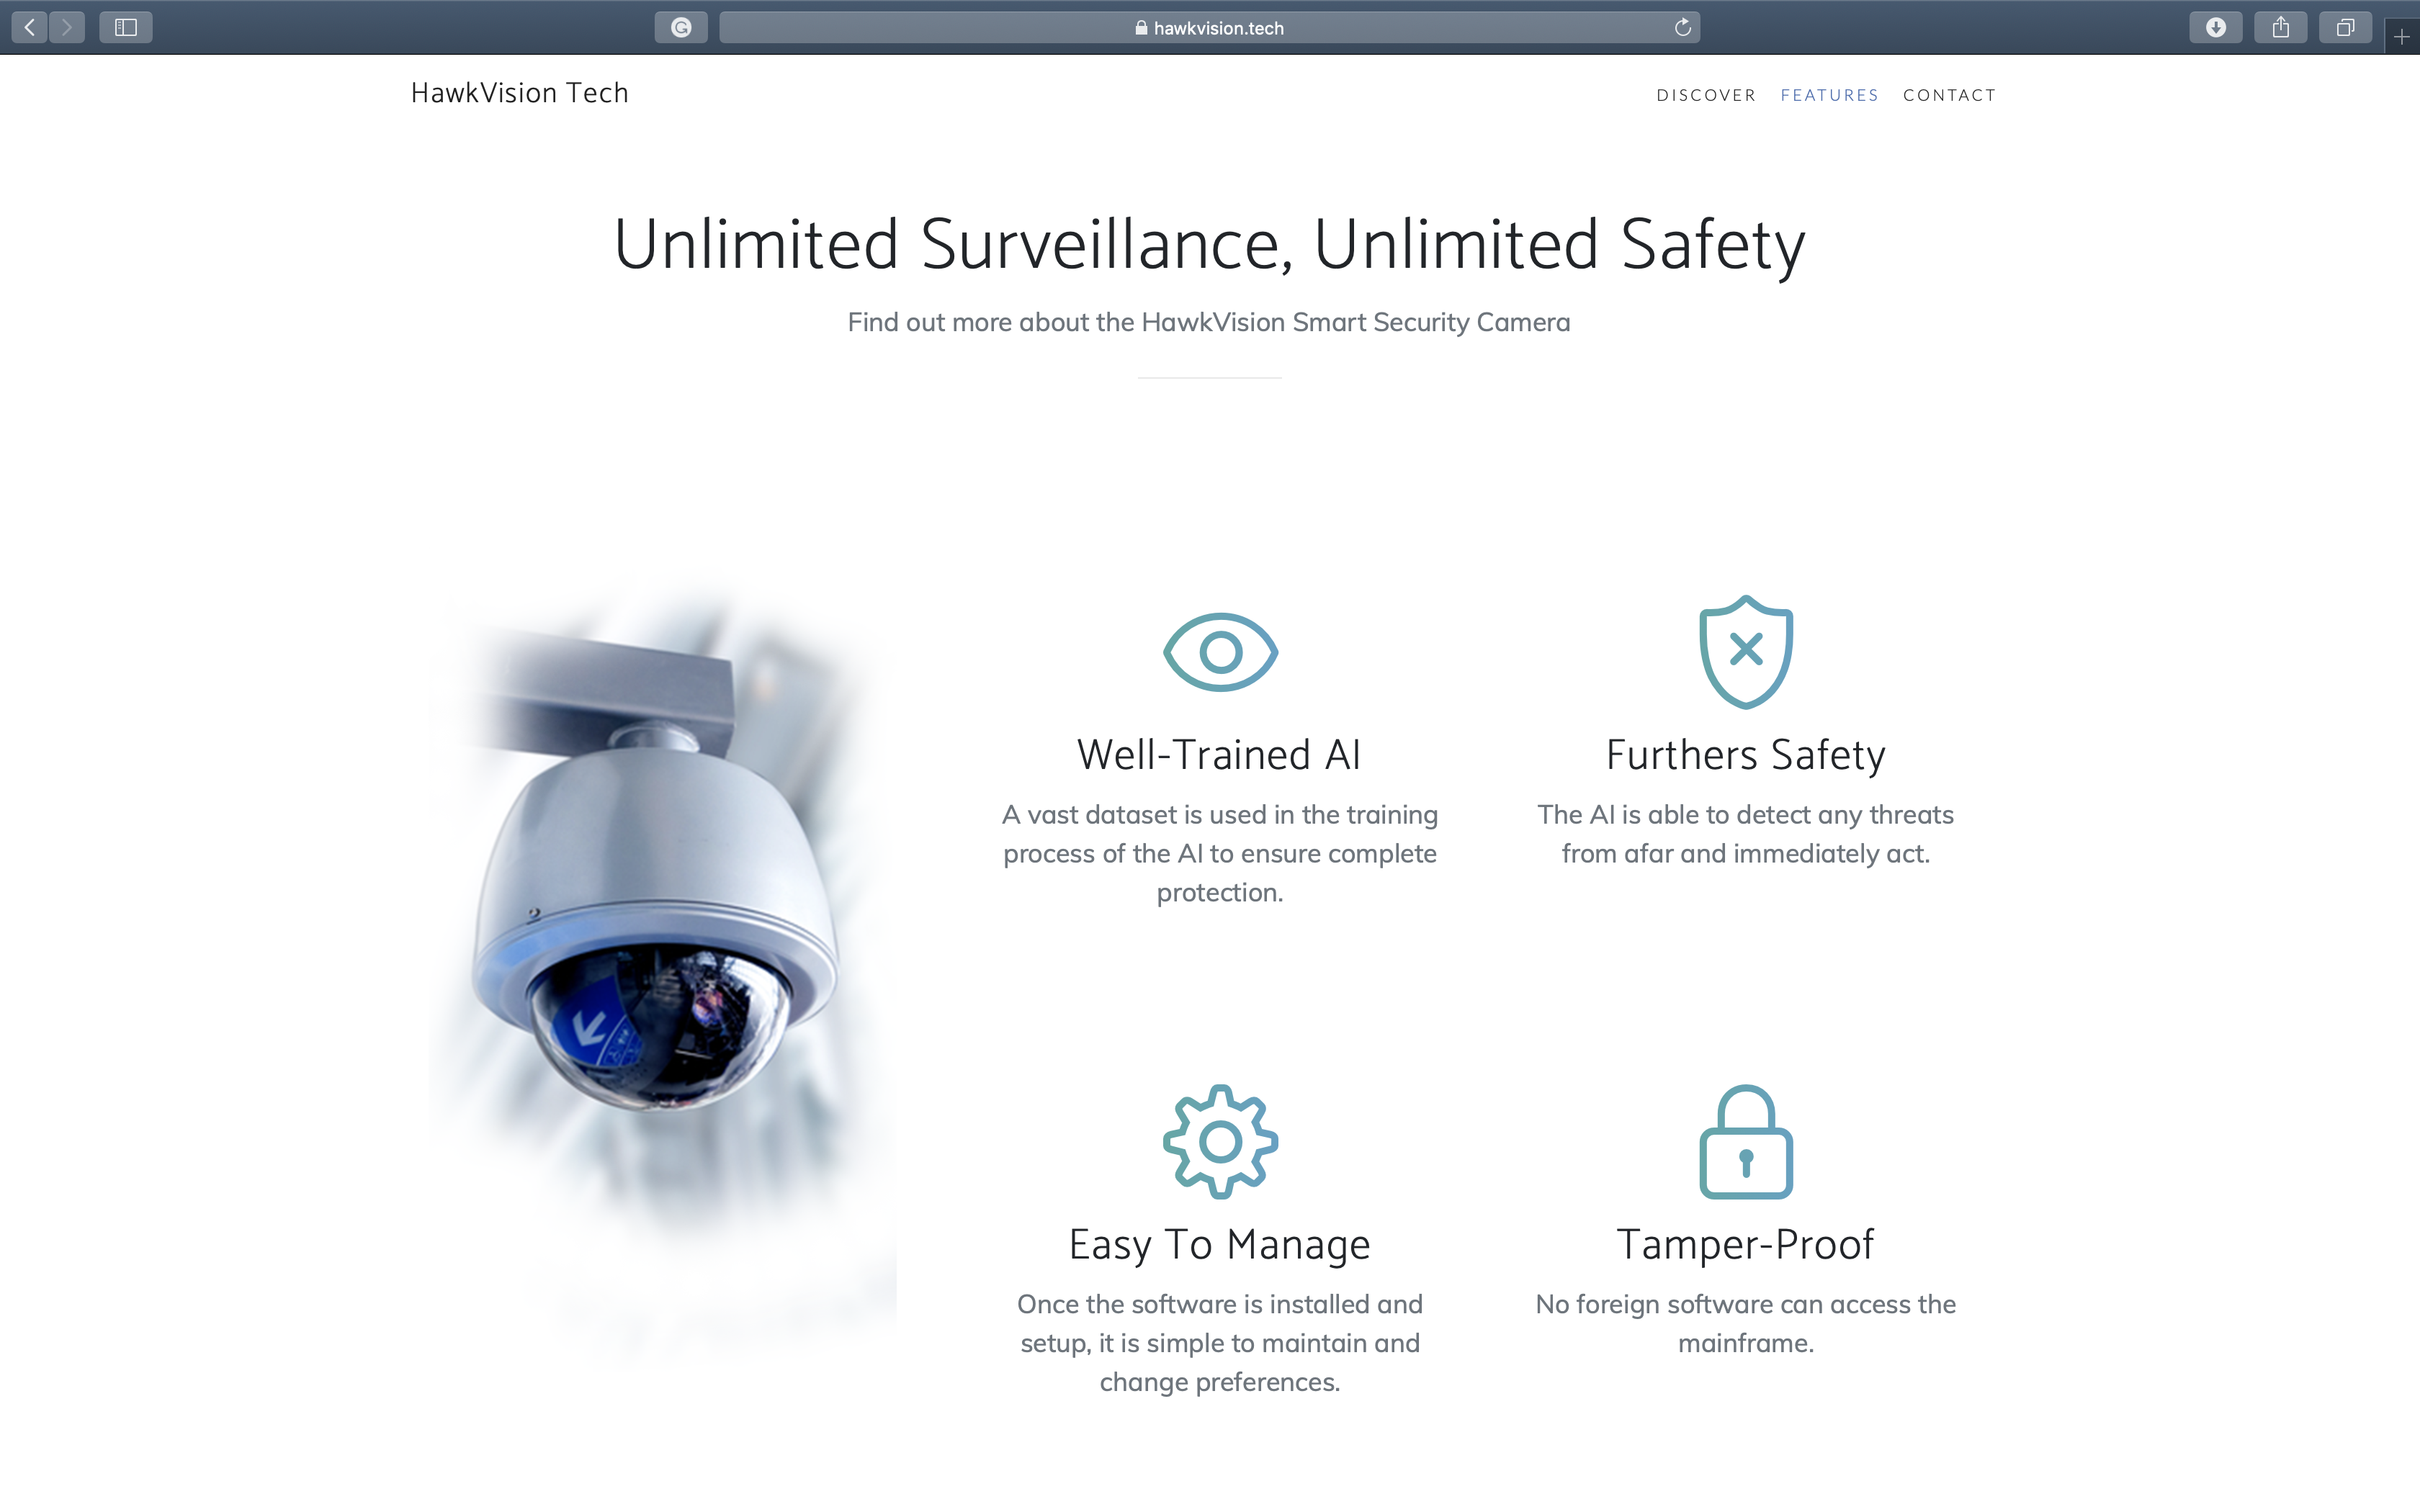 hawkvision.tech
HawkVision Tech
DISCOVER FEATURES CONTACT
Unlimited Surveillance, Unlimited Safety
Find out more about the HawkVision Smart Security Camera
Well-Trained AI
A vast dataset is used in the training
process of the AI to ensure complete
protection.
Furthers Safety
The AI is able to detect any threats
from afar and immediately act.
Easy To Manage
Once the software is installed and
setup, it is simple to maintain and
change preferences.
Tamper-Proof
No foreign software can access the
mainframe.